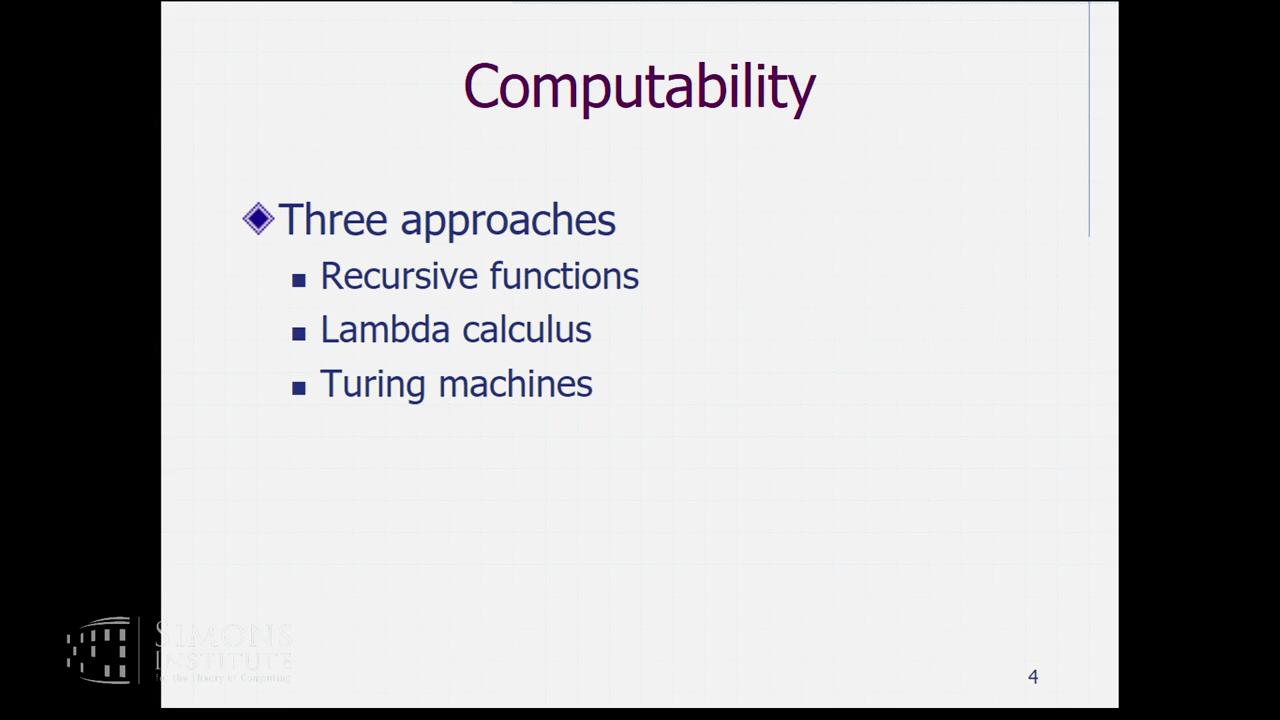 Computability
Three approaches
Recursive functions
Lambda calculus
Turing machines
SIMONS
INSTITUTE
for the Theory of Computing
4